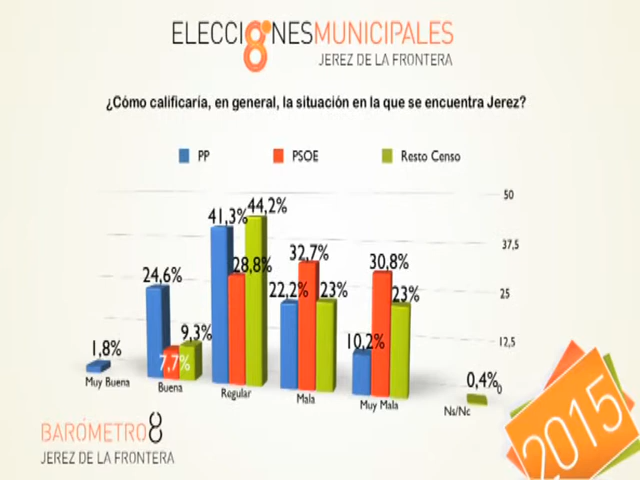 ELECCI8NESMUNICIPALES
JEREZ DE LA FRONTERA
¿Cómo calificaría, en general, la situación en la que se encuentra Jerez?
PP PSOE Resto Censo
50
37,5
25
12,5
0
1,8%
24,6%
7,7%
9,3%
41,3%
28,8%
44,2%
22,2%
32,7%
23%
10,2%
30,8%
23%
0,4%
Muy Buena Buena Regular Mala Muy Mala Ns/Nc
BARÓMETRO8
JEREZ DE LA FRONTERA
2015